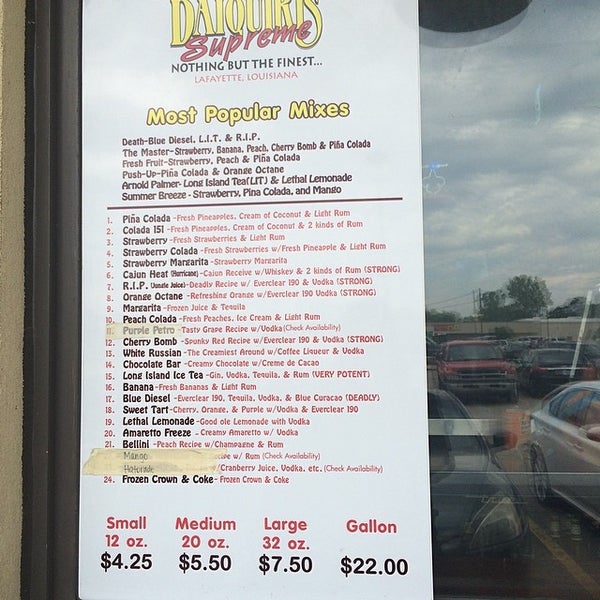 DAIQUIRIS
Supreme
NOTHING BUT THE FINEST...
LAFAYETTE, LOUISIANA
Most Popular Mixes
Death-Blue Diesel, L.I.T. & R.I.P.
The Master-Strawberry, Banana, Peach, Cherry Bomb & Piña Colada
Fresh Fruit-Strawberry, Peach & Piña Colada
Push-Up-Piña Colada & Orange Octane
Arnold Palmer- Long Island Tea(LIT) & Lethal Lemonade
Summer Breeze - Strawberry, Pina Colada, and Mango
1. Piña Colada -Fresh Pineapples, Cream of Coconut & Light Rum
2. Colada 151 -Fresh Pineapples, Cream of Coconut & 2 kinds of Rum
3. Strawberry -Fresh Strawberries & Light Rum
4. Strawberry Colada -Fresh Strawberries w/Fresh Pineapple & Light Rum
5. Strawberry Margarita -Strawberry Margarita
6. Cajun Heat (Hurricane) -Cajun Receive w/Whiskey & 2 kinds of Rum (STRONG)
7. R.I.P. (Jungle Juice)-Deadly Recipe w/ Everclear 190 & Vodka (STRONG)
8. Orange Octane -Refreshing Orange w/Everclear 190 Vodka (STRONG)
9. Margarita -Frozen Juice & Tequila
10. Peach Colada -Fresh Peaches, Ice Cream & Light Rum
11. Purple Petro -Tasty Grape Recipe w/Vodka (Check Availability)
12. Cherry Bomb -Spunky Red Recipe w/Everclear 190 & Vodka (STRONG)
13. White Russian -The Creamiest Around w/Coffee Liqueur & Vodka
14. Chocolate Bar -Creamy Chocolate w/Creme de Cacao
15. Long Island Ice Tea -Gin, Vodka, Tequila, & Rum (VERY POTENT)
16. Banana -Fresh Bananas & Light Rum
17. Blue Diesel -Everclear 190, Tequila, Vodka, & Blue Curacao (DEADLY)
18. Sweet Tart -Cherry, Orange, & Purple w/Vodka & Everclear 190
19. Lethal Lemonade -Good ole Lemonade with Vodka
20. Amaretto Freeze - Creamy Amaretto w/ Vodka
21. Bellini -Peach Recipe w/Champagne & Rum
Mango w/ Rum (Check Availability)
w/Cranberry Juice, Vodka, etc. (Check Availability)
24. Frozen Crown & Coke - Frozen Crown & Coke
Small Medium Large Gallon
12 oz. 20 oz. 32 oz.
$4.25 $5.50 $7.50 $22.00